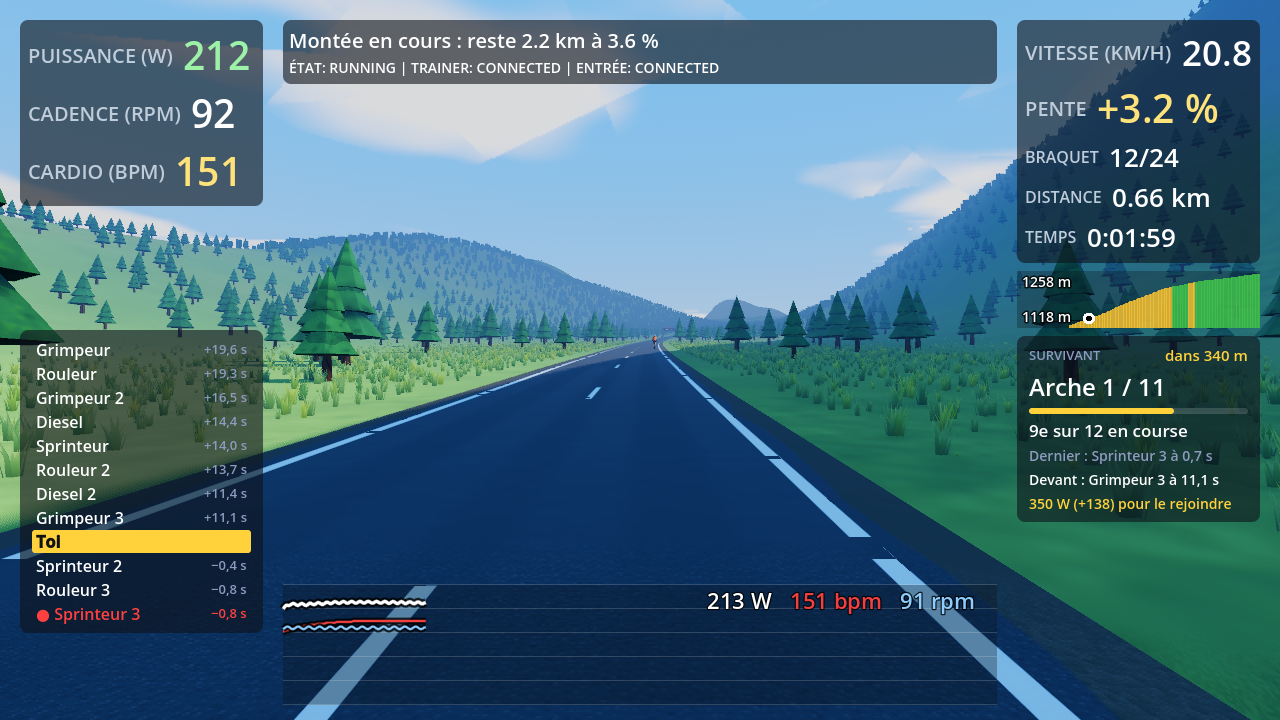 PUISSANCE (W) 212
CADENCE (RPM) 92
CARDIO (BPM) 151
Montée en cours : reste 2.2 km à 3.6 %
ÉTAT: RUNNING | TRAINER: CONNECTED | ENTRÉE: CONNECTED
VITESSE (KM/H) 20.8
PENTE +3.2 %
BRAQUET 12/24
DISTANCE 0.66 km
TEMPS 0:01:59
1258 m
1118 m
SURVIVANT dans 340 m
Arche 1 / 11
9e sur 12 en course
Dernier : Sprinteur 3 à 0,7 s
Devant : Grimpeur 3 à 11,1 s
350 W (+138) pour le rejoindre
Grimpeur +19,6 s
Rouleur +19,3 s
Grimpeur 2 +16,5 s
Diesel +14,4 s
Sprinteur +14,0 s
Rouleur 2 +13,7 s
Diesel 2 +11,4 s
Grimpeur 3 +11,1 s
Toi
Sprinteur 2 −0,4 s
Rouleur 3 −0,8 s
Sprinteur 3 −0,8 s
213 W 151 bpm 91 rpm